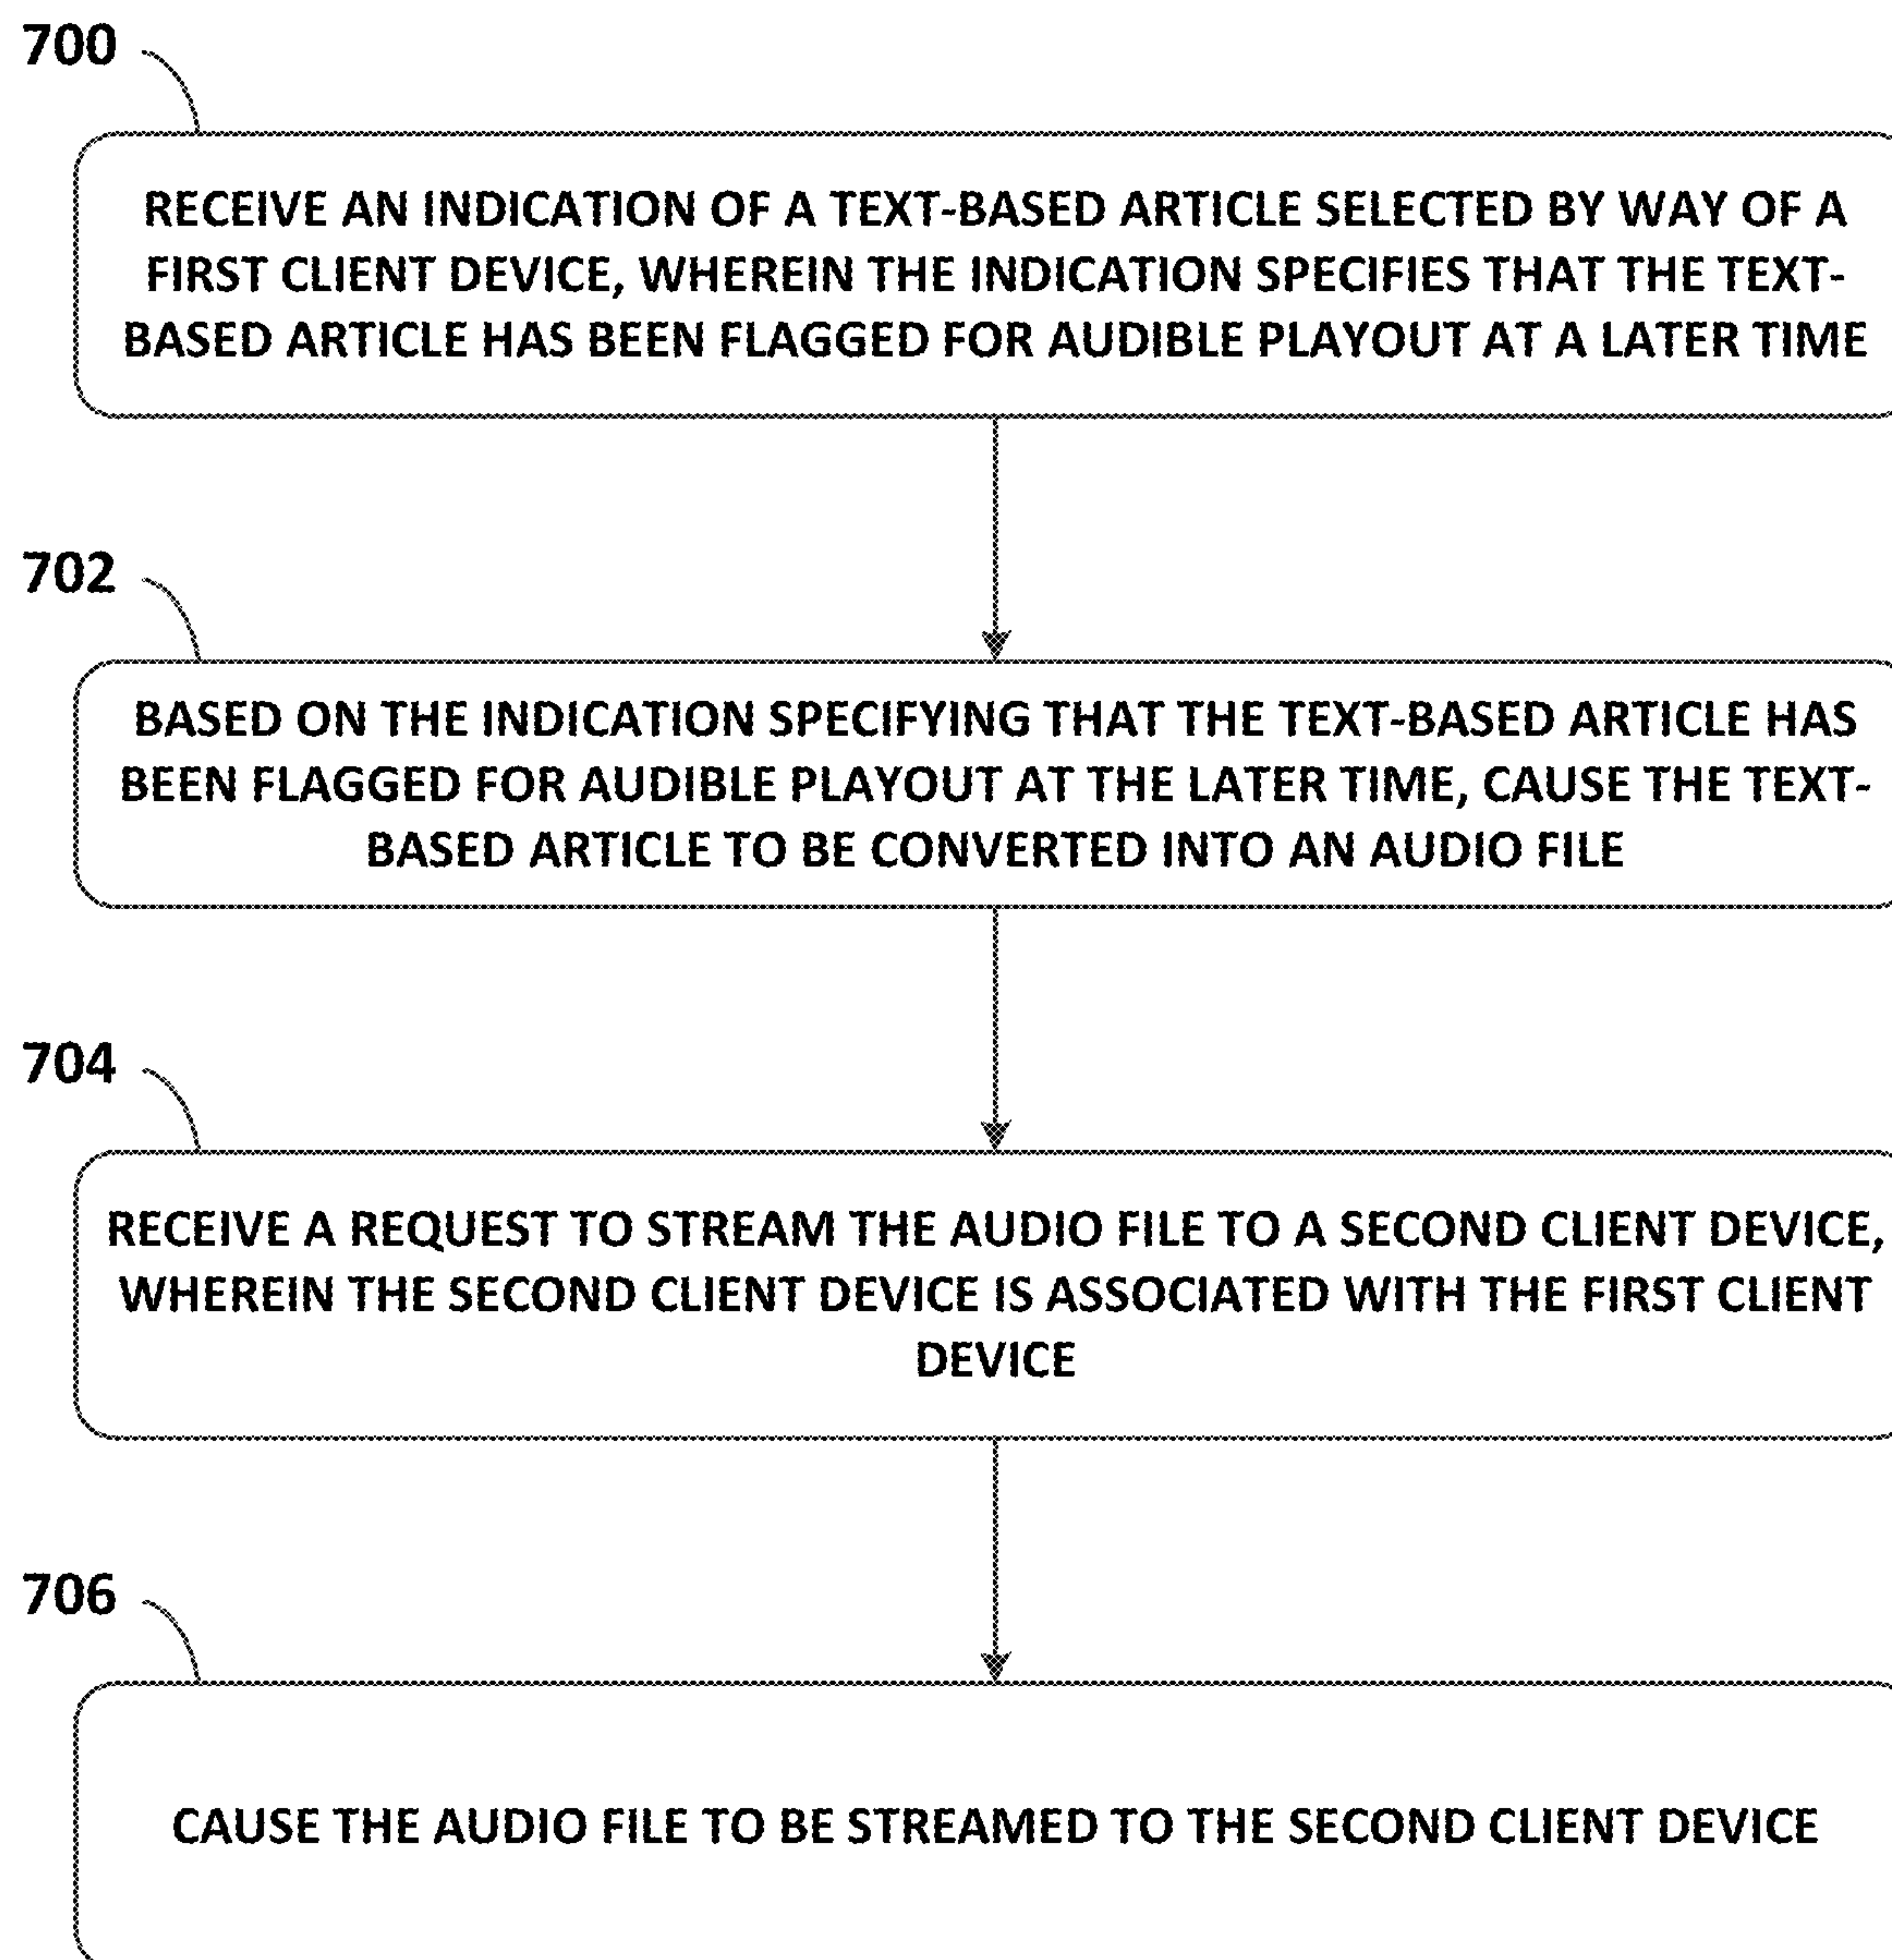 700
RECEIVE AN INDICATION OF A TEXT-BASED ARTICLE SELECTED BY WAY OF A
FIRST CLIENT DEVICE, WHEREIN THE INDICATION SPECIFIES THAT THE TEXT-
BASED ARTICLE HAS BEEN FLAGGED FOR AUDIBLE PLAYOUT AT A LATER TIME
702
BASED ON THE INDICATION SPECIFYING THAT THE TEXT-BASED ARTICLE HAS
BEEN FLAGGED FOR AUDIBLE PLAYOUT AT THE LATER TIME, CAUSE THE TEXT-
BASED ARTICLE TO BE CONVERTED INTO AN AUDIO FILE
704
RECEIVE A REQUEST TO STREAM THE AUDIO FILE TO A SECOND CLIENT DEVICE,
WHEREIN THE SECOND CLIENT DEVICE IS ASSOCIATED WITH THE FIRST CLIENT
DEVICE
706
CAUSE THE AUDIO FILE TO BE STREAMED TO THE SECOND CLIENT DEVICE